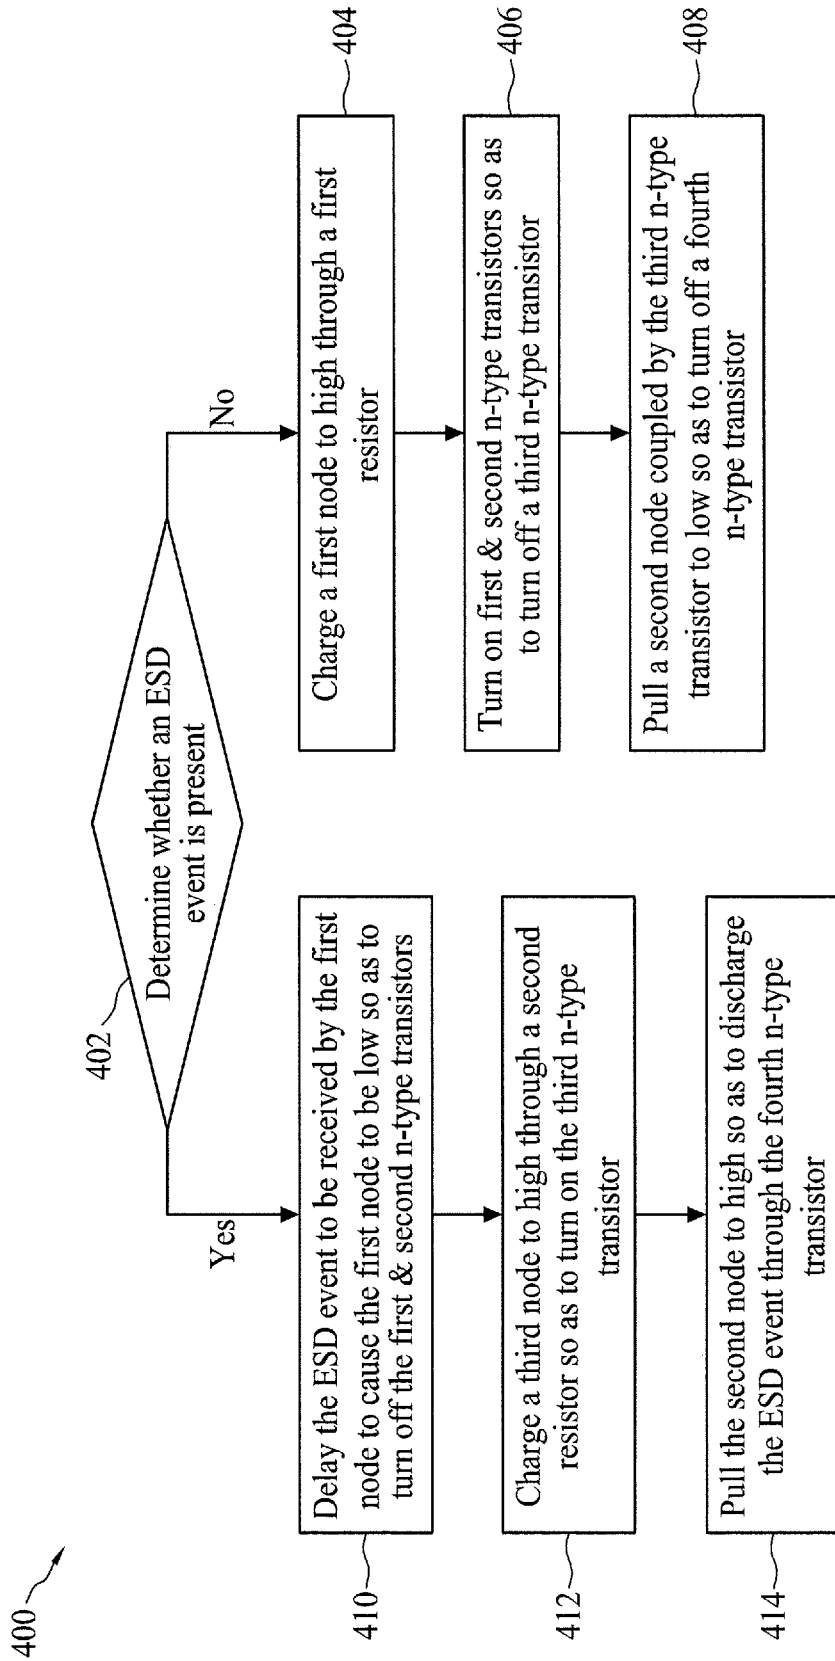 400
402
Determine whether an ESD
event is present
Yes
No
410
Delay the ESD event to be received by the first
node to cause the first node to be low so as to
turn off the first & second n-type transistors
412
Charge a third node to high through a second
resistor so as to turn on the third n-type
transistor
414
Pull the second node to high so as to discharge
the ESD event through the fourth n-type
transistor
Charge a first node to high through a first
resistor
404
Turn on first & second n-type transistors so as
to turn off a third n-type transistor
406
Pull a second node coupled by the third n-type
transistor to low so as to turn off a fourth
n-type transistor
408